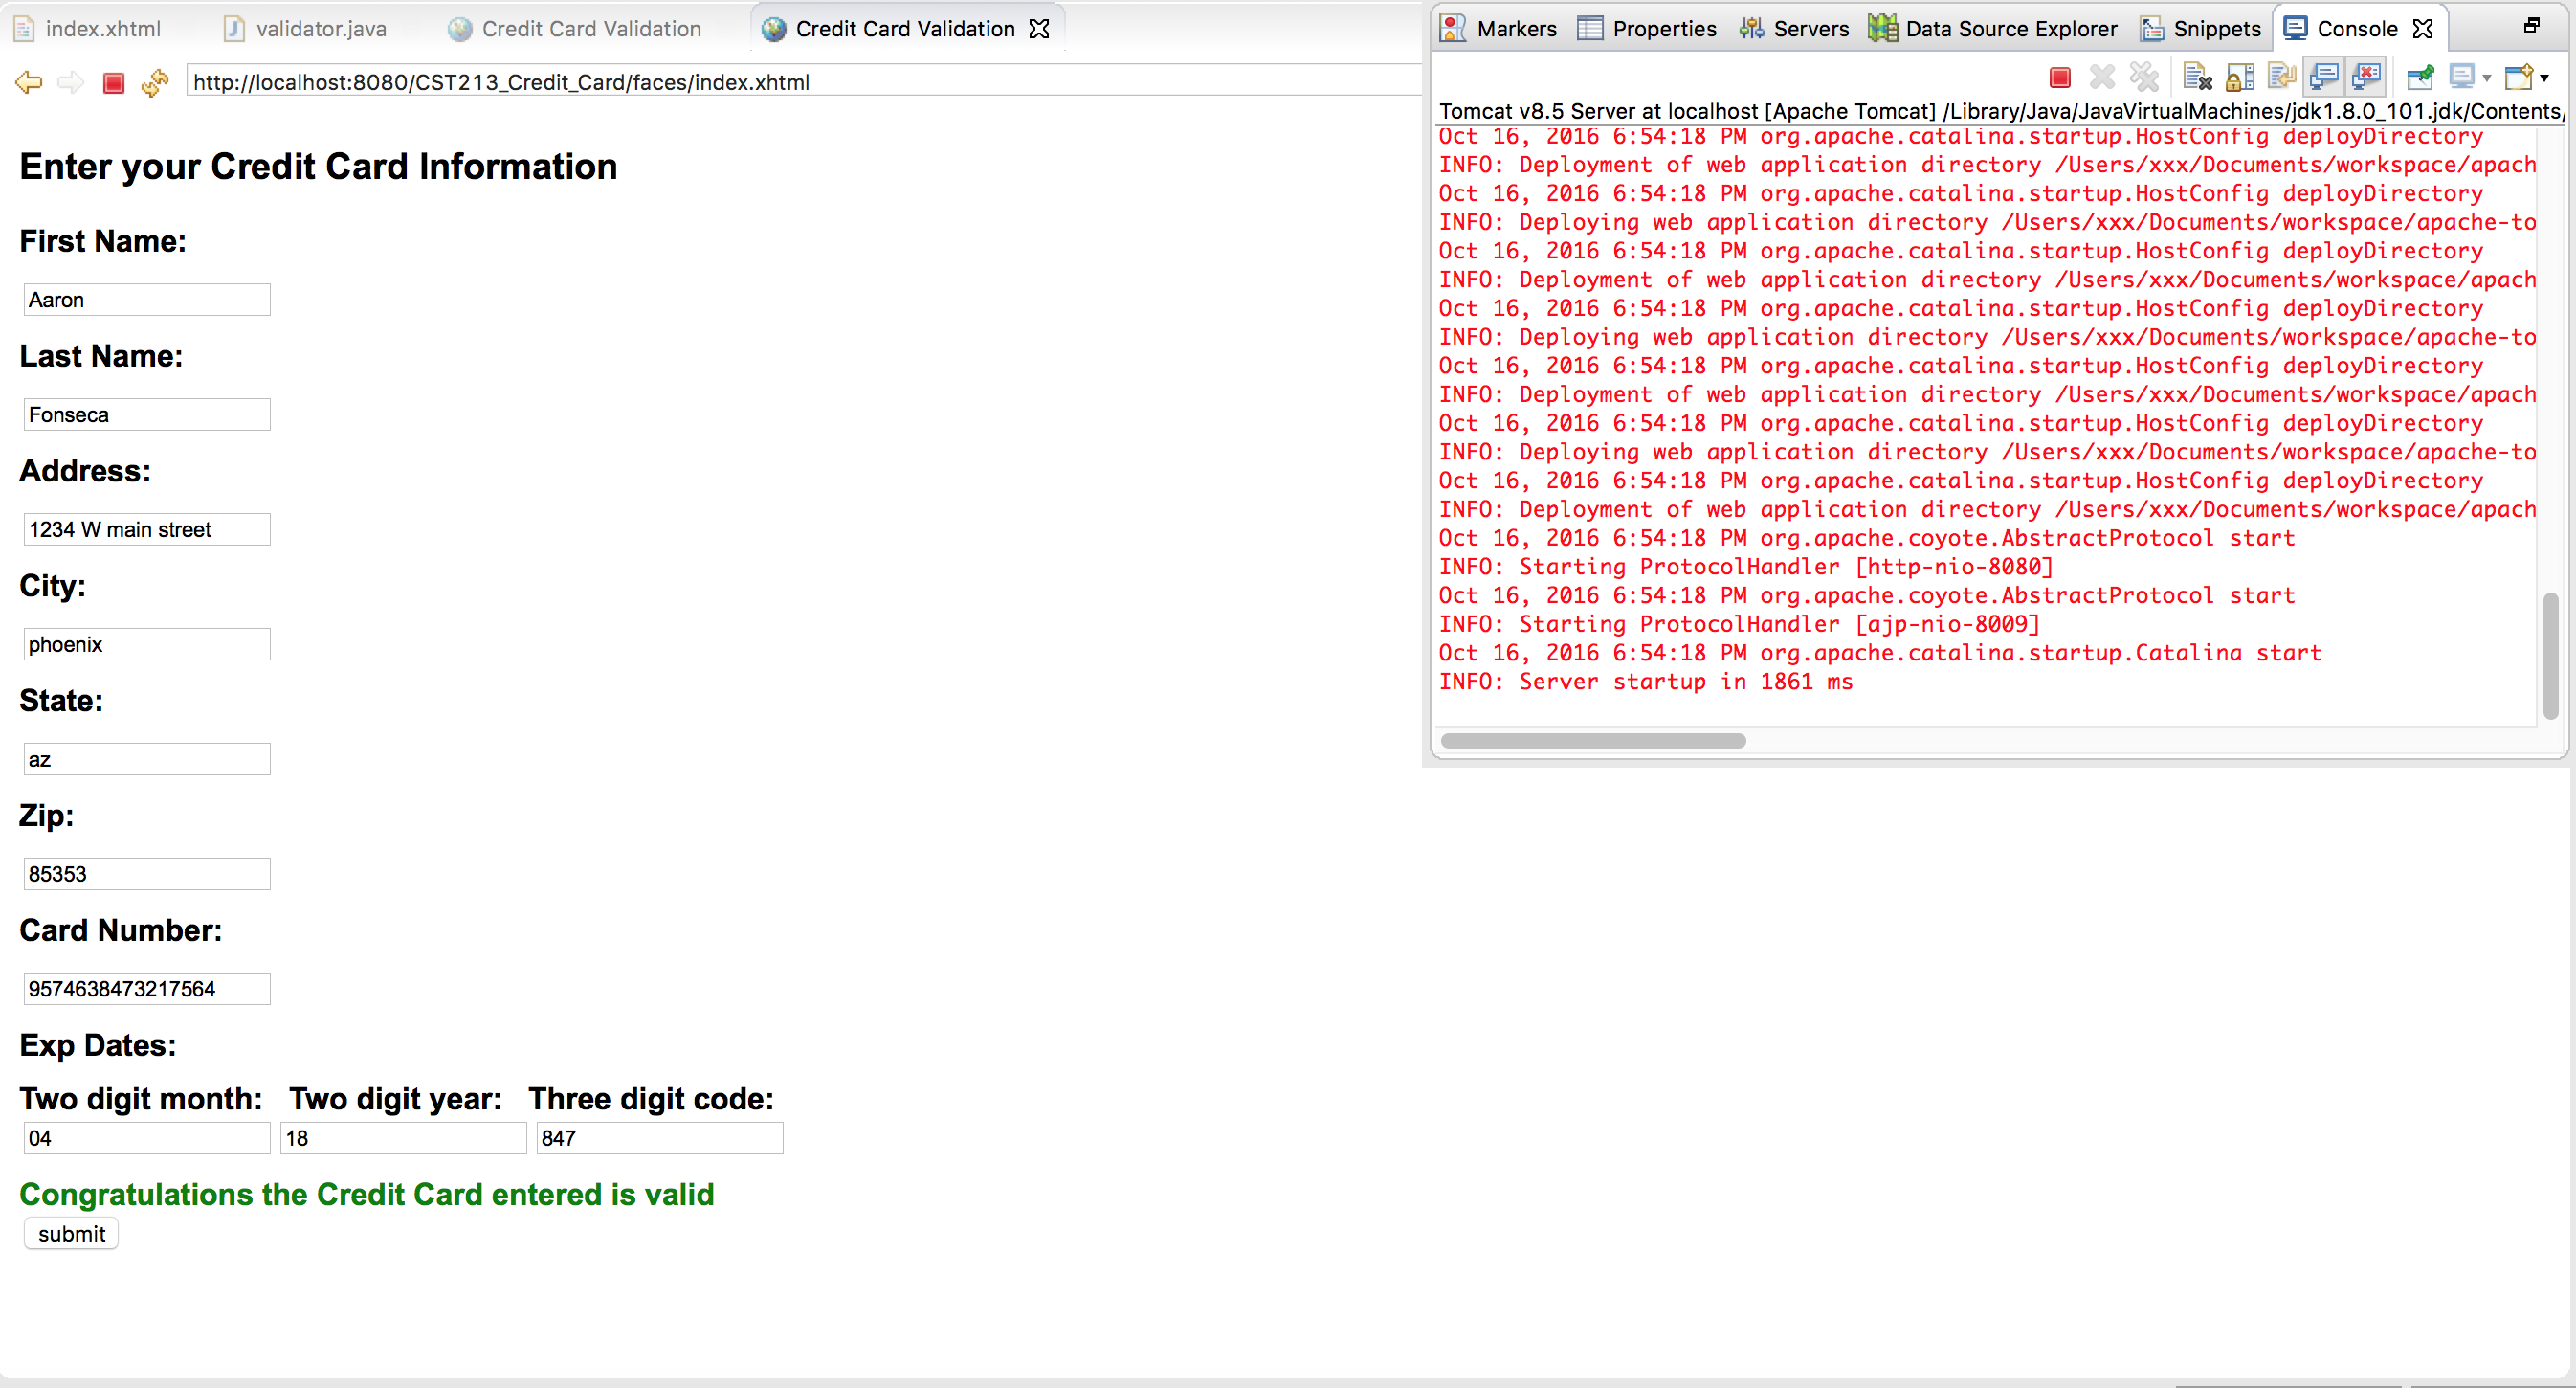 index.xhtml validator.java Credit Card Validation Credit Card Validation
http://localhost:8080/CST213_Credit_Card/faces/index.xhtml
Enter your Credit Card Information
First Name:
Aaron
Last Name:
Fonseca
Address:
1234 W main street
City:
phoenix
State:
az
Zip:
85353
Card Number:
9574638473217564
Exp Dates:
Two digit month: Two digit year: Three digit code:
04 18 847
Congratulations the Credit Card entered is valid
submit
Markers Properties Servers Data Source Explorer Snippets Console
Tomcat v8.5 Server at localhost [Apache Tomcat] /Library/Java/JavaVirtualMachines/jdk1.8.0_101.jdk/Contents/
Oct 16, 2016 6:54:18 PM org.apache.catalina.startup.HostConfig deployDirectory
INFO: Deployment of web application directory /Users/xxx/Documents/workspace/apach
Oct 16, 2016 6:54:18 PM org.apache.catalina.startup.HostConfig deployDirectory
INFO: Deploying web application directory /Users/xxx/Documents/workspace/apache-to
Oct 16, 2016 6:54:18 PM org.apache.catalina.startup.HostConfig deployDirectory
INFO: Deployment of web application directory /Users/xxx/Documents/workspace/apach
Oct 16, 2016 6:54:18 PM org.apache.catalina.startup.HostConfig deployDirectory
INFO: Deploying web application directory /Users/xxx/Documents/workspace/apache-to
Oct 16, 2016 6:54:18 PM org.apache.catalina.startup.HostConfig deployDirectory
INFO: Deployment of web application directory /Users/xxx/Documents/workspace/apach
Oct 16, 2016 6:54:18 PM org.apache.catalina.startup.HostConfig deployDirectory
INFO: Deploying web application directory /Users/xxx/Documents/workspace/apache-to
Oct 16, 2016 6:54:18 PM org.apache.catalina.startup.HostConfig deployDirectory
INFO: Deployment of web application directory /Users/xxx/Documents/workspace/apach
Oct 16, 2016 6:54:18 PM org.apache.coyote.AbstractProtocol start
INFO: Starting ProtocolHandler [http-nio-8080]
Oct 16, 2016 6:54:18 PM org.apache.coyote.AbstractProtocol start
INFO: Starting ProtocolHandler [ajp-nio-8009]
Oct 16, 2016 6:54:18 PM org.apache.catalina.startup.Catalina start
INFO: Server startup in 1861 ms